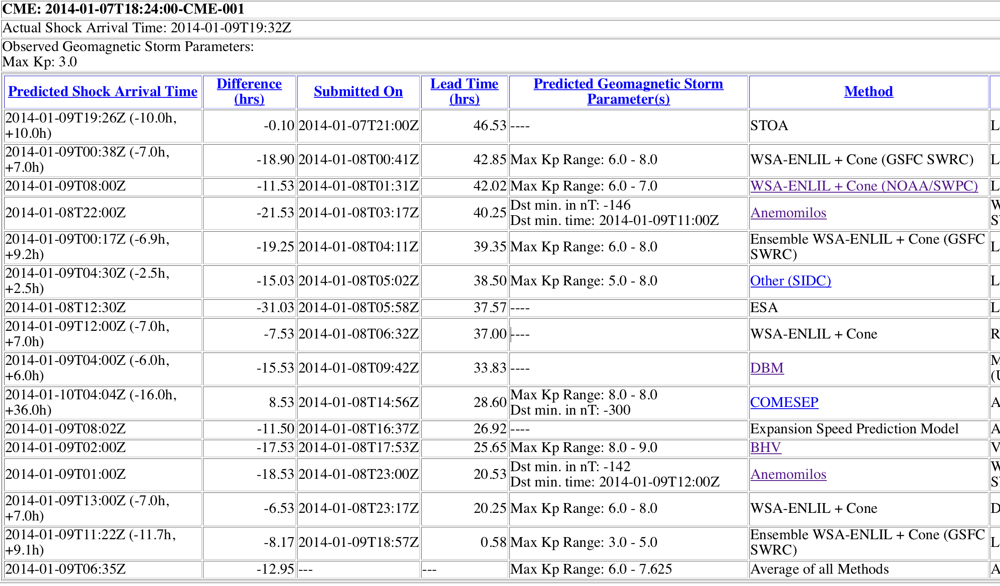 CME: 2014-01-07T18:24:00-CME-001
Actual Shock Arrival Time: 2014-01-09T19:32Z
Observed Geomagnetic Storm Parameters:
Max Kp: 3.0
Predicted Shock Arrival Time Difference (hrs) Submitted On Lead Time (hrs) Predicted Geomagnetic Storm Parameter(s) Method
2014-01-09T19:26Z (-10.0h, +10.0h) -0.10 2014-01-07T21:00Z 46.53 ---- STOA L
2014-01-09T00:38Z (-7.0h, +7.0h) -18.90 2014-01-08T00:41Z 42.85 Max Kp Range: 6.0 - 8.0 WSA-ENLIL + Cone (GSFC SWRC) L
2014-01-09T08:00Z -11.53 2014-01-08T01:31Z 42.02 Max Kp Range: 6.0 - 7.0 WSA-ENLIL + Cone (NOAA/SWPC) L
2014-01-08T22:00Z -21.53 2014-01-08T03:17Z 40.25 Dst min. in nT: -146 Dst min. time: 2014-01-09T11:00Z Anemomilos
2014-01-09T00:17Z (-6.9h, +9.2h) -19.25 2014-01-08T04:11Z 39.35 Max Kp Range: 6.0 - 8.0 Ensemble WSA-ENLIL + Cone (GSFC SWRC) L
2014-01-09T04:30Z (-2.5h, +2.5h) -15.03 2014-01-08T05:02Z 38.50 Max Kp Range: 5.0 - 8.0 Other (SIDC) L
2014-01-08T12:30Z -31.03 2014-01-08T05:58Z 37.57 ---- ESA L
2014-01-09T12:00Z (-7.0h, +7.0h) -7.53 2014-01-08T06:32Z 37.00 ---- WSA-ENLIL + Cone R
2014-01-09T04:00Z (-6.0h, +6.0h) -15.53 2014-01-08T09:42Z 33.83 ---- DBM
2014-01-10T04:04Z (-16.0h, +36.0h) 8.53 2014-01-08T14:56Z 28.60 Max Kp Range: 8.0 - 8.0 Dst min. in nT: -300 COMESEP A
2014-01-09T08:02Z -11.50 2014-01-08T16:37Z 26.92 ---- Expansion Speed Prediction Model A
2014-01-09T02:00Z -17.53 2014-01-08T17:53Z 25.65 Max Kp Range: 8.0 - 9.0 BHV V
2014-01-09T01:00Z -18.53 2014-01-08T23:00Z 20.53 Dst min. in nT: -142 Dst min. time: 2014-01-09T12:00Z Anemomilos
2014-01-09T13:00Z (-7.0h, +7.0h) -6.53 2014-01-08T23:17Z 20.25 Max Kp Range: 6.0 - 8.0 WSA-ENLIL + Cone D
2014-01-09T11:22Z (-11.7h, +9.1h) -8.17 2014-01-09T18:57Z 0.58 Max Kp Range: 3.0 - 5.0 Ensemble WSA-ENLIL + Cone (GSFC SWRC) L
2014-01-09T06:35Z -12.95 --- --- Max Kp Range: 6.0 - 7.625 Average of all Methods A